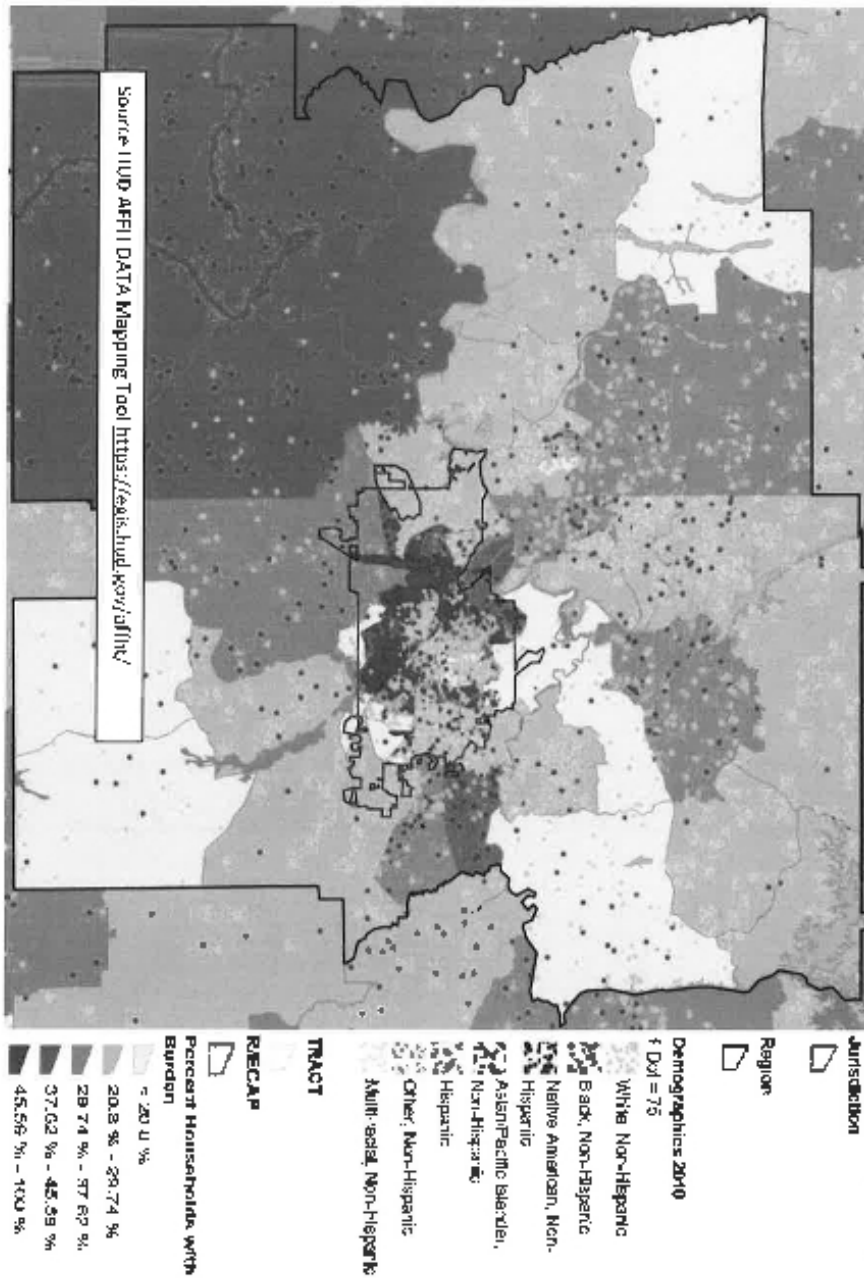 Jurisdiction
Region
Demographics 2010
1 Dot = 75
White, Non-Hispanic
Black, Non-Hispanic
Native American, Non-
Hispanic
Asian/Pacific Islander,
Non-Hispanic
Hispanic
Other, Non-Hispanic
Multi-racial, Non-Hispanic
TRACT
R/ECAP
Percent Households with
Burden
20.8 % - 29.74 %
29.74 % - 37.62 %
37.62 % - 45.59 %
45.59 % - 100 %
Source HUD AFFH DATA Mapping Tool https://egis.hud.gov/affht/